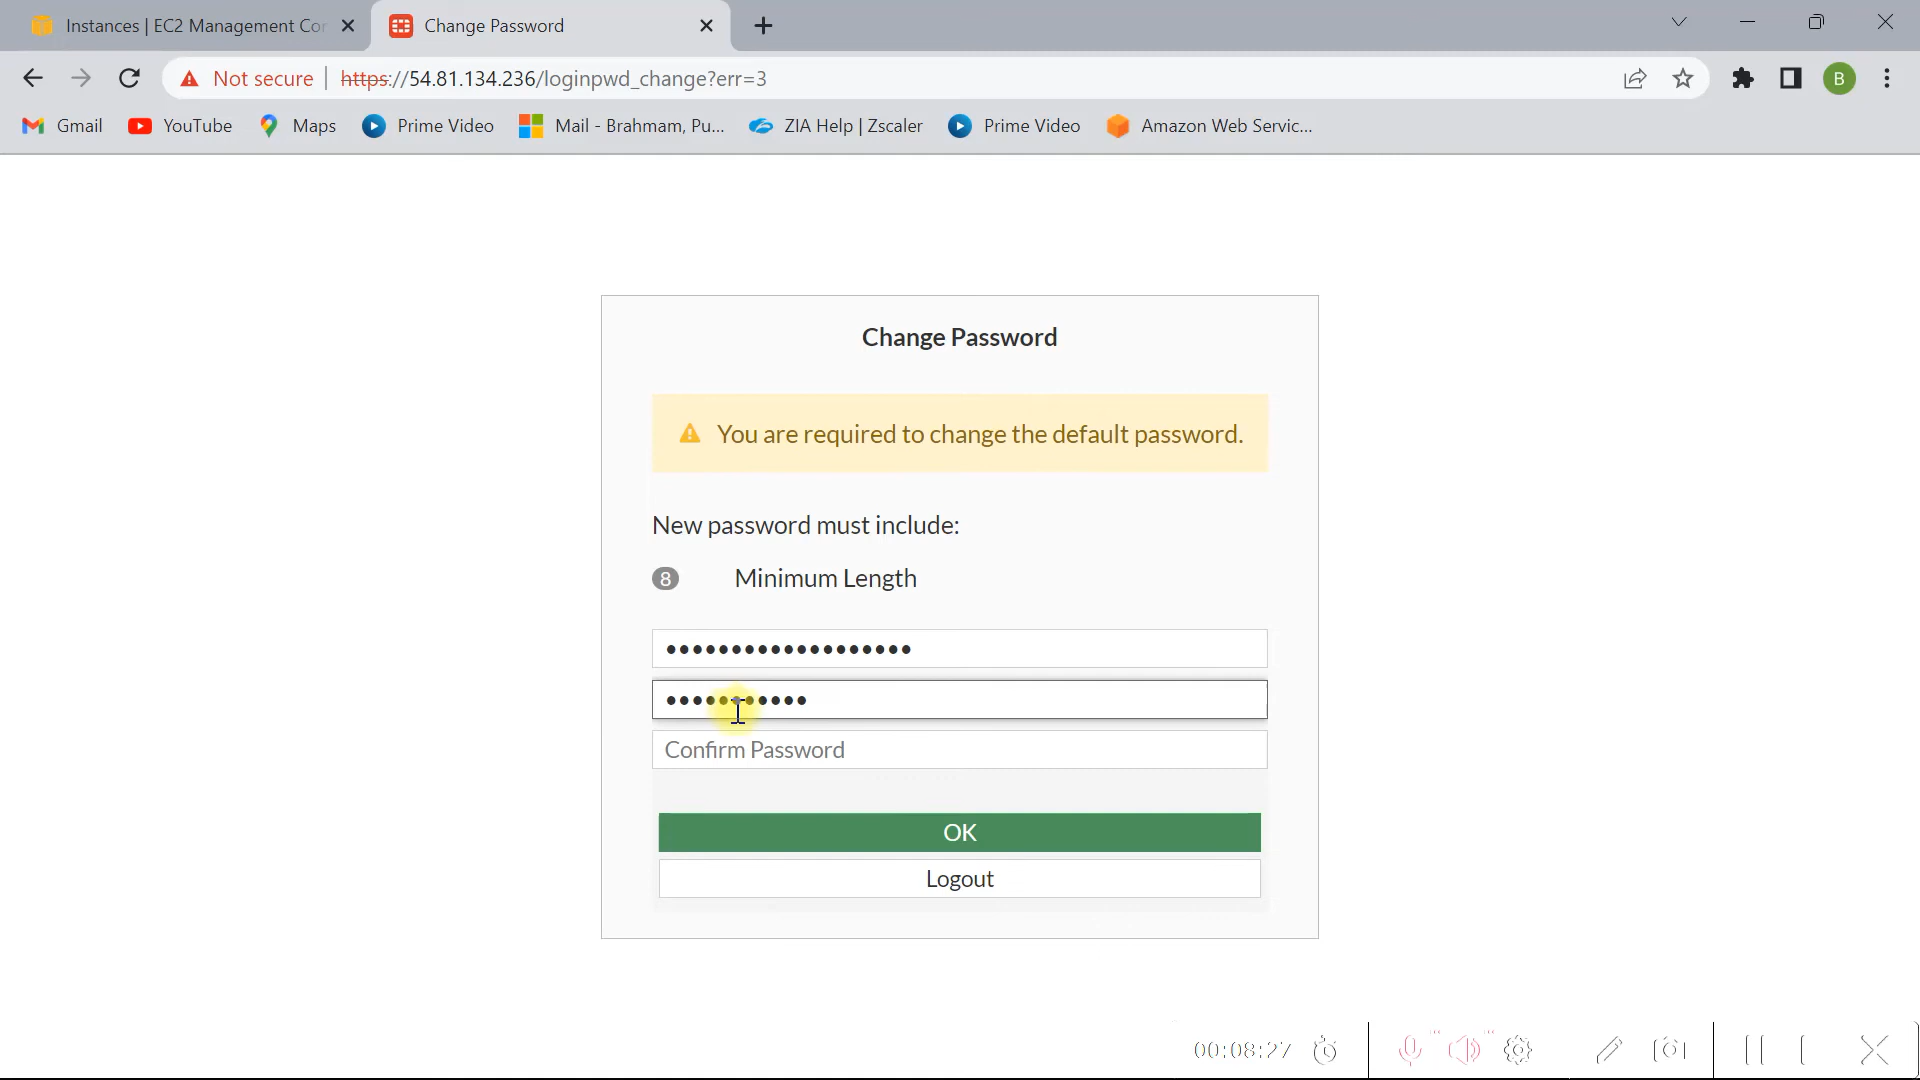 Instances | EC2 Management Cor
Change Password
Not secure
https://54.81.134.236/loginpwd_change?err=3
B
Gmail
YouTube
Maps
Prime Video
Mail - Brahmam, Pu...
ZIA Help | Zscaler
Prime Video
Amazon Web Servic...
Change Password
You are required to change the default password.
New password must include:
8 Minimum Length
•••••••••••••••••••
•••••••••••
Confirm Password
OK
Logout
00:08:27